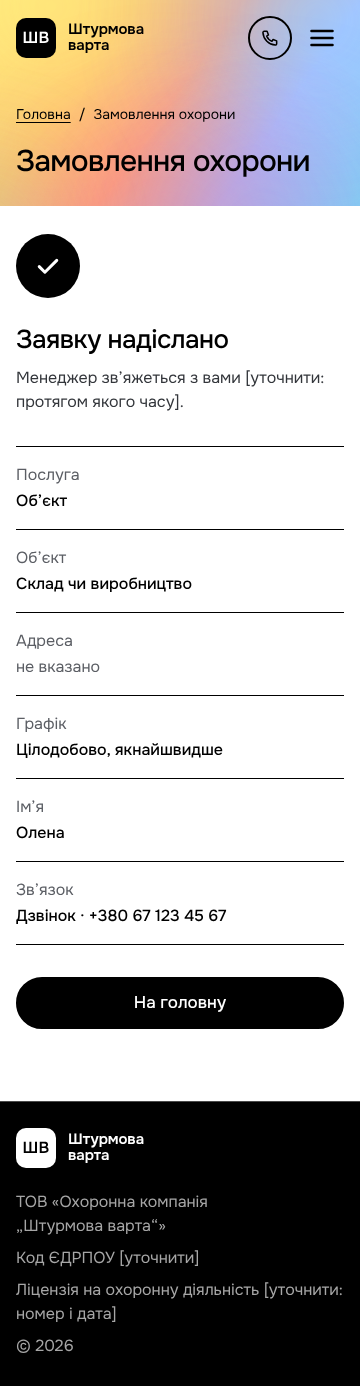 ШВ
Штурмова
варта
Головна / Замовлення охорони
Замовлення охорони
Заявку надіслано
Менеджер зв’яжеться з вами [уточнити:
протягом якого часу].
Послуга
Об’єкт
Об’єкт
Склад чи виробництво
Адреса
не вказано
Графік
Цілодобово, якнайшвидше
Ім’я
Олена
Зв’язок
Дзвінок · +380 67 123 45 67
На головну
ШВ
Штурмова
варта
ТОВ «Охоронна компанія
„Штурмова варта“»
Код ЄДРПОУ [уточнити]
Ліцензія на охоронну діяльність [уточнити:
номер і дата]
© 2026